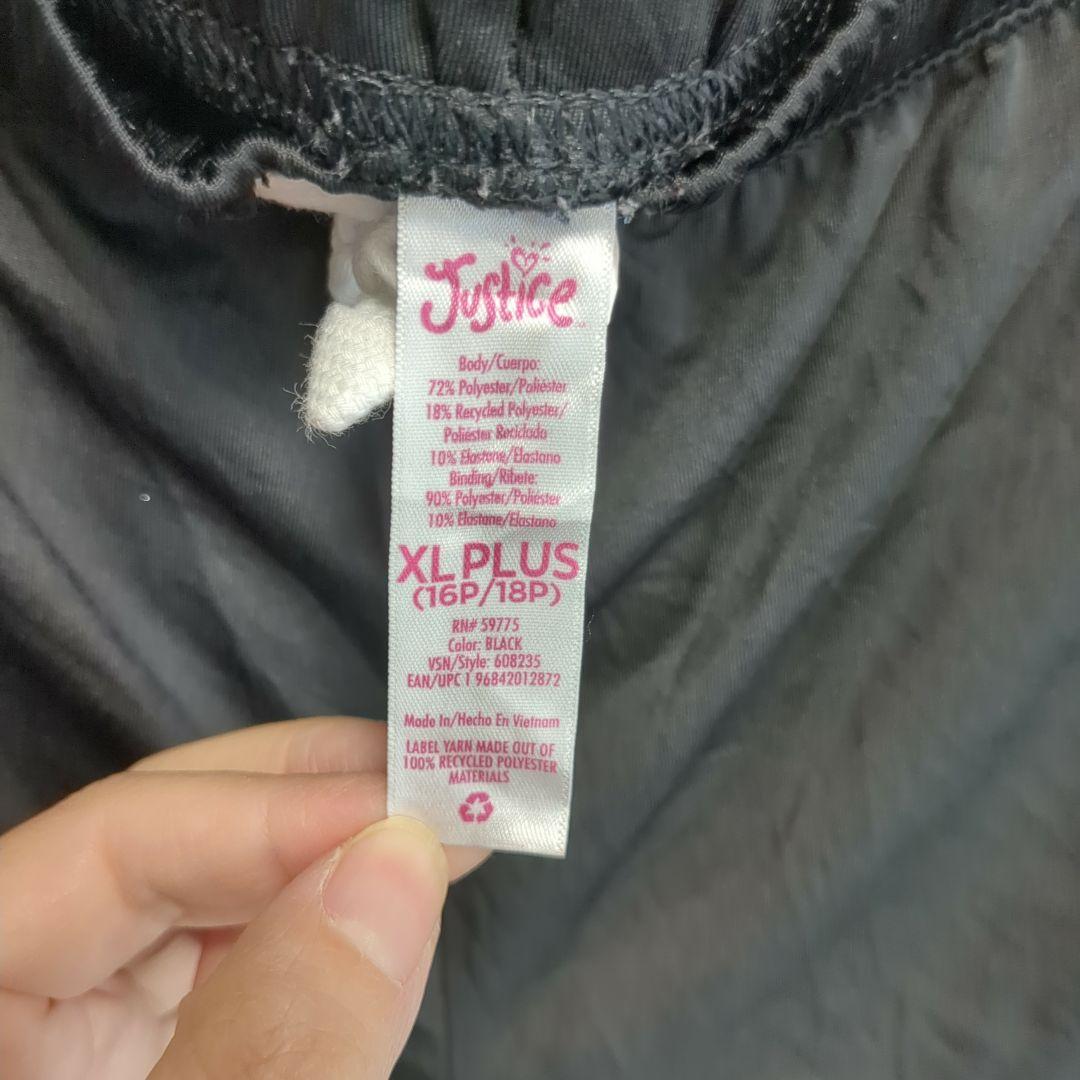 Justice
Body/Cuerpo:
72% Polyester/Poliéster
18% Recycled Polyester/
Poliéster Reciclado
10% Elastane/Elastano
Binding/Ribete:
90% Polyester/Poliéster
10% Elastane/Elastano
XL PLUS
(16P/18P)
RN# 59775
Color: BLACK
VSN/Style: 608235
EAN/UPC 1 96842012872
Made In/Hecho En Vietnam
LABEL YARN MADE OUT OF
100% RECYCLED POLYESTER
MATERIALS